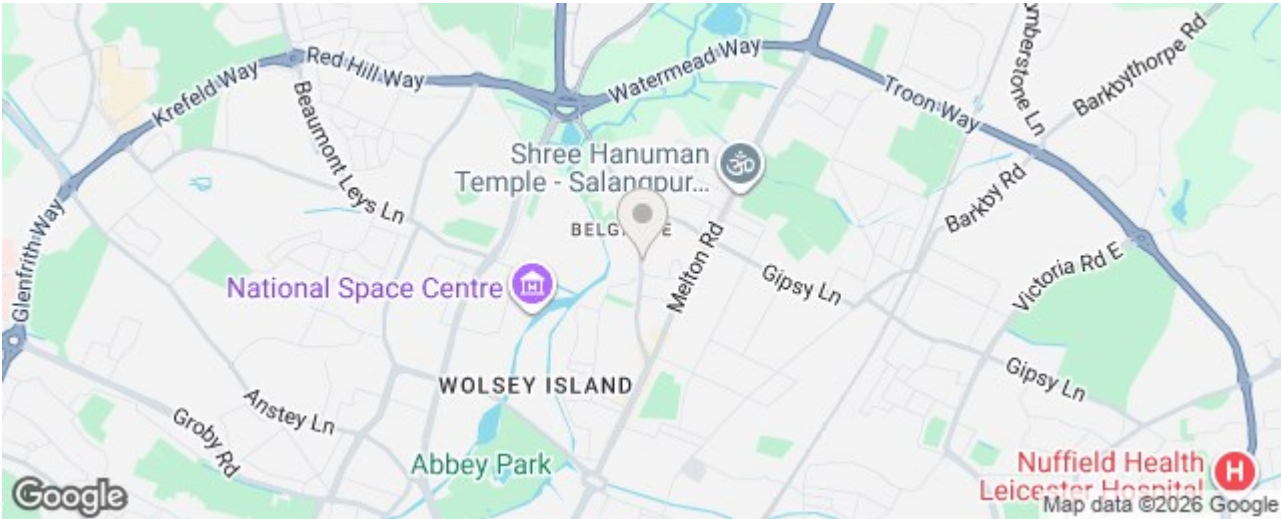 Red Hill Way
Krefeld Way
Watermead Way
Troon Way
Barkbythorpe Rd
Beaumont Leys Ln
Shree Hanuman
Temple - Salangpur...
Barkby Rd
BELG
E
Glenfrith Way
Melton Rd
Victoria Rd E
Gipsy Ln
National Space Centre
WOLSEY ISLAND
Gipsy Ln
Anstey Ln
Groby Rd
Abbey Park
Nuffield Health
Leicester Hospital
H
Google
Map data ©2026 Google